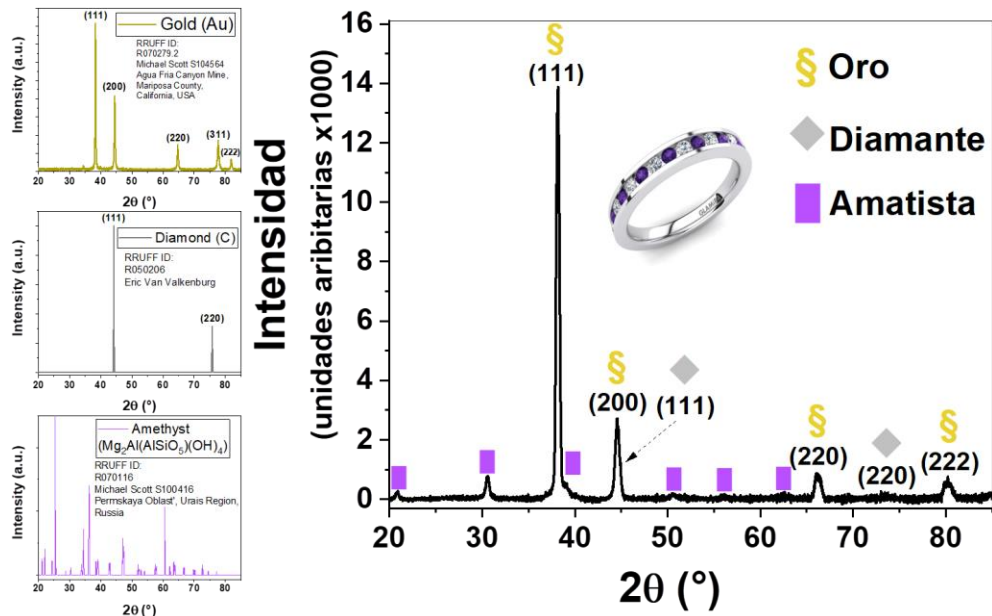 Intensity (a.u.)
(111)
Gold (Au)
RRUFF ID:
R070279.2
Michael Scott S104564
Agua Fria Canyon Mine,
Mariposa County,
California, USA
(200)
(220)
(311)
(222)
20 30 40 50 60 70 80
2θ (°)
Intensity (a.u.)
(111)
Diamond (C)
RRUFF ID:
R050206
Eric Van Valkenburg
(220)
20 30 40 50 60 70 80
2θ (°)
Intensity (a.u.)
Amethyst
(Mg2Al(AlSiO5)(OH)4)
RRUFF ID:
R070116
Michael Scott S100416
Permskaya Oblast', Urais Region,
Russia
20 30 40 50 60 70 80
2θ (°)
Intensidad
(unidades aribitarias x1000)
16
14
12
10
8
6
4
2
0
§ Oro
Diamante
Amatista
GLAMIRA
§
(111)
§
(200)
(111)
§
(220)
(220)
§
(222)
20 30 40 50 60 70 80
2θ (°)